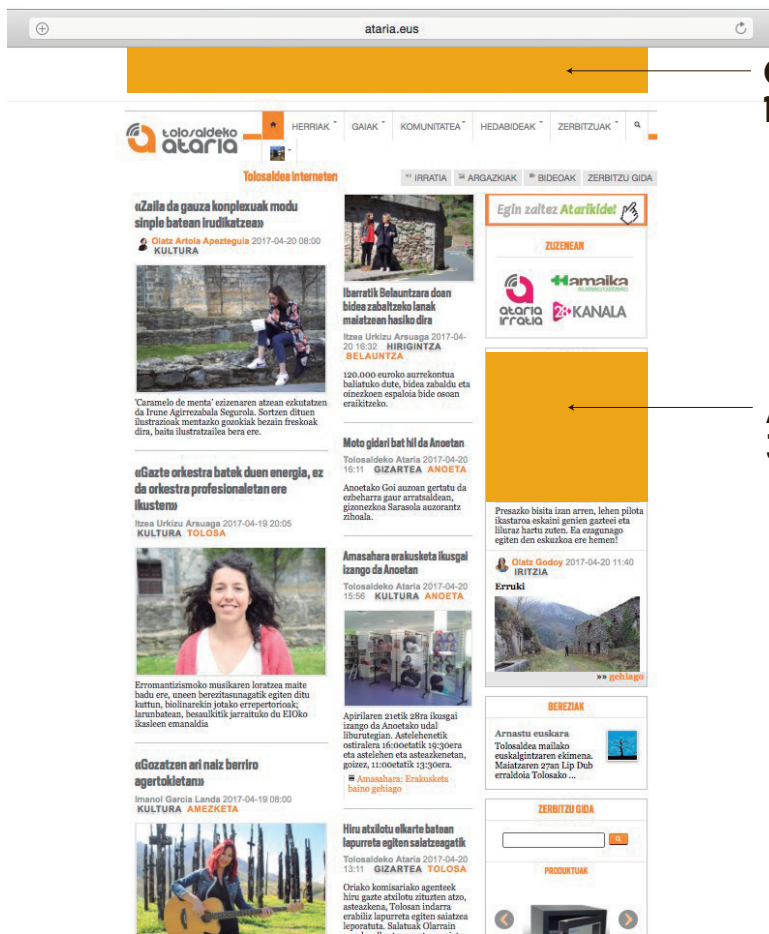 ataria.eus
tolosaldeko
ataria
HERRIAK
GAIAK
KOMUNITATEA
HEDABIDEAK
ZERBITZUAK
Tolosaldea interneten
IRRATIA
ARGAZKIAK
BIDEOAK
ZERBITZU GIDA
«Zaila da gauza konplexuak modu
sinple batean irudikatzea»
Olatz Artola Apezteguia 2017-04-20 08:00
KULTURA
'Caramelo de menta' ezizenaren atzean ezkutatzen
da Irune Agirrezabala Segurola. Sortzen dituen
ilustrazioak mentazko gozokiak bezain freskoak
dira, baita ilustratzailea bera ere.
«Gazte orkestra batek duen energia, ez
da orkestra profesionaletan ere
ikusten»
Itzea Urkizu Arsuaga 2017-04-19 20:05
KULTURA TOLOSA
Erromantizismoko musikaren loratzea maite
badu ere, uneen berezitasunagatik egiten ditu
kuttun, biolinarekin jotako errepertorioak;
larunbatean, besaulkitik jarraituko du EIOko
ikasleen emanaldia
«Gozatzen ari naiz berriro
agertokietan»
Imanol Garcia Landa 2017-04-19 08:00
KULTURA AMEZKETA
Ibarratik Belauntzara doan
bidea zabaltzeko lanak
maiatzean hasiko dira
Itzea Urkizu Arsuaga 2017-04-
20 16:32 HIRIGINTZA
BELAUNTZA
120.000 euroko aurrekontua
baliatuko dute, bidea zabaldu eta
oinezkoen espaloia bide osoan
eraikitzeko.
Moto gidari bat hil da Anoetan
Tolosaldeko Ataria 2017-04-20
16:11 GIZARTEA ANOETA
Anoetako Goi auzoan gertatu da
ezbeharra gaur arratsaldean,
gizonezkoa Sarasola auzorantz
zihoala.
Amasahara erakusketa ikusgai
izango da Anoetan
Tolosaldeko Ataria 2017-04-20
15:56 KULTURA ANOETA
Apirilaren 21etik 28ra ikusgai
izango da Anoetako udal
liburutegian. Astelehenetik
ostiralera 16:00etatik 19:30era
eta astelehen eta asteazkenetan,
goizez, 11:00etatik 13:30era.
Amasahara: Erakusketa
baino gehiago
Hiru atxilotu elkarte batean
lapurreta egiten saiatzeagatik
Tolosaldeko Ataria 2017-04-20
13:11 GIZARTEA TOLOSA
Oriako komisariako agenteek
hiru gazte atxilotu zituzten atzo,
asteazkena, Tolosan indarra
erabiliz lapurreta egiten saiatzea
leporatuta. Salatuak Olarrain
Egin zaitez Atarikide!
ZUZENEAN
ataria
irratia
Hamaika
28 KANALA
Presazko bisita izan arren, lehen pilota
ikastaroa eskaini genien gazteei eta
liluraz hartu zuten. Ea ezagunago
egiten den eskuzkoa ere hemen!
Olatz Godoy 2017-04-20 11:40
IRITZIA
Erruki
»» gehiago
BEREZIAK
Arnastu euskara
Tolosaldea mailako
euskalgintzaren ekimena.
Maiatzaren 27an Lip Dub
erraldoia Tolosako ...
ZERBITZU GIDA
PRODUKTUAK